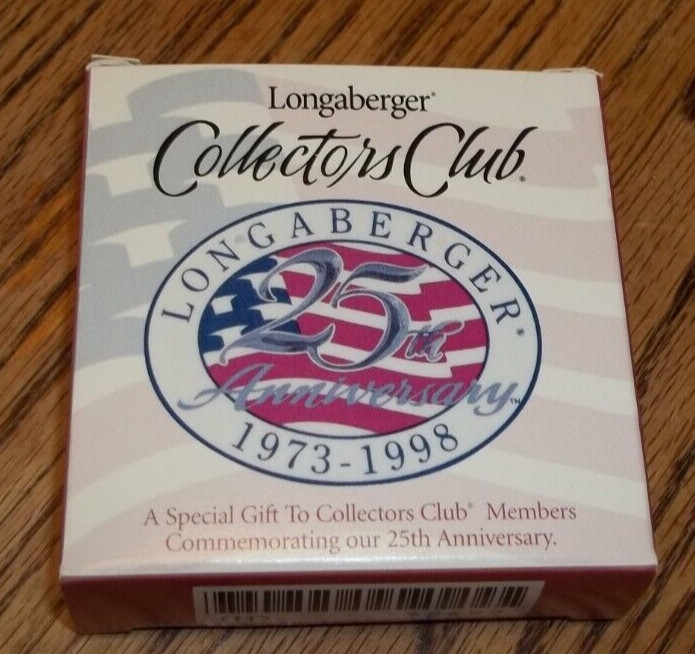 Longaberger®
Collectors Club®
LONGABERGER®
25th
Anniversary™
1973-1998
A Special Gift To Collectors Club® Members
Commemorating our 25th Anniversary.